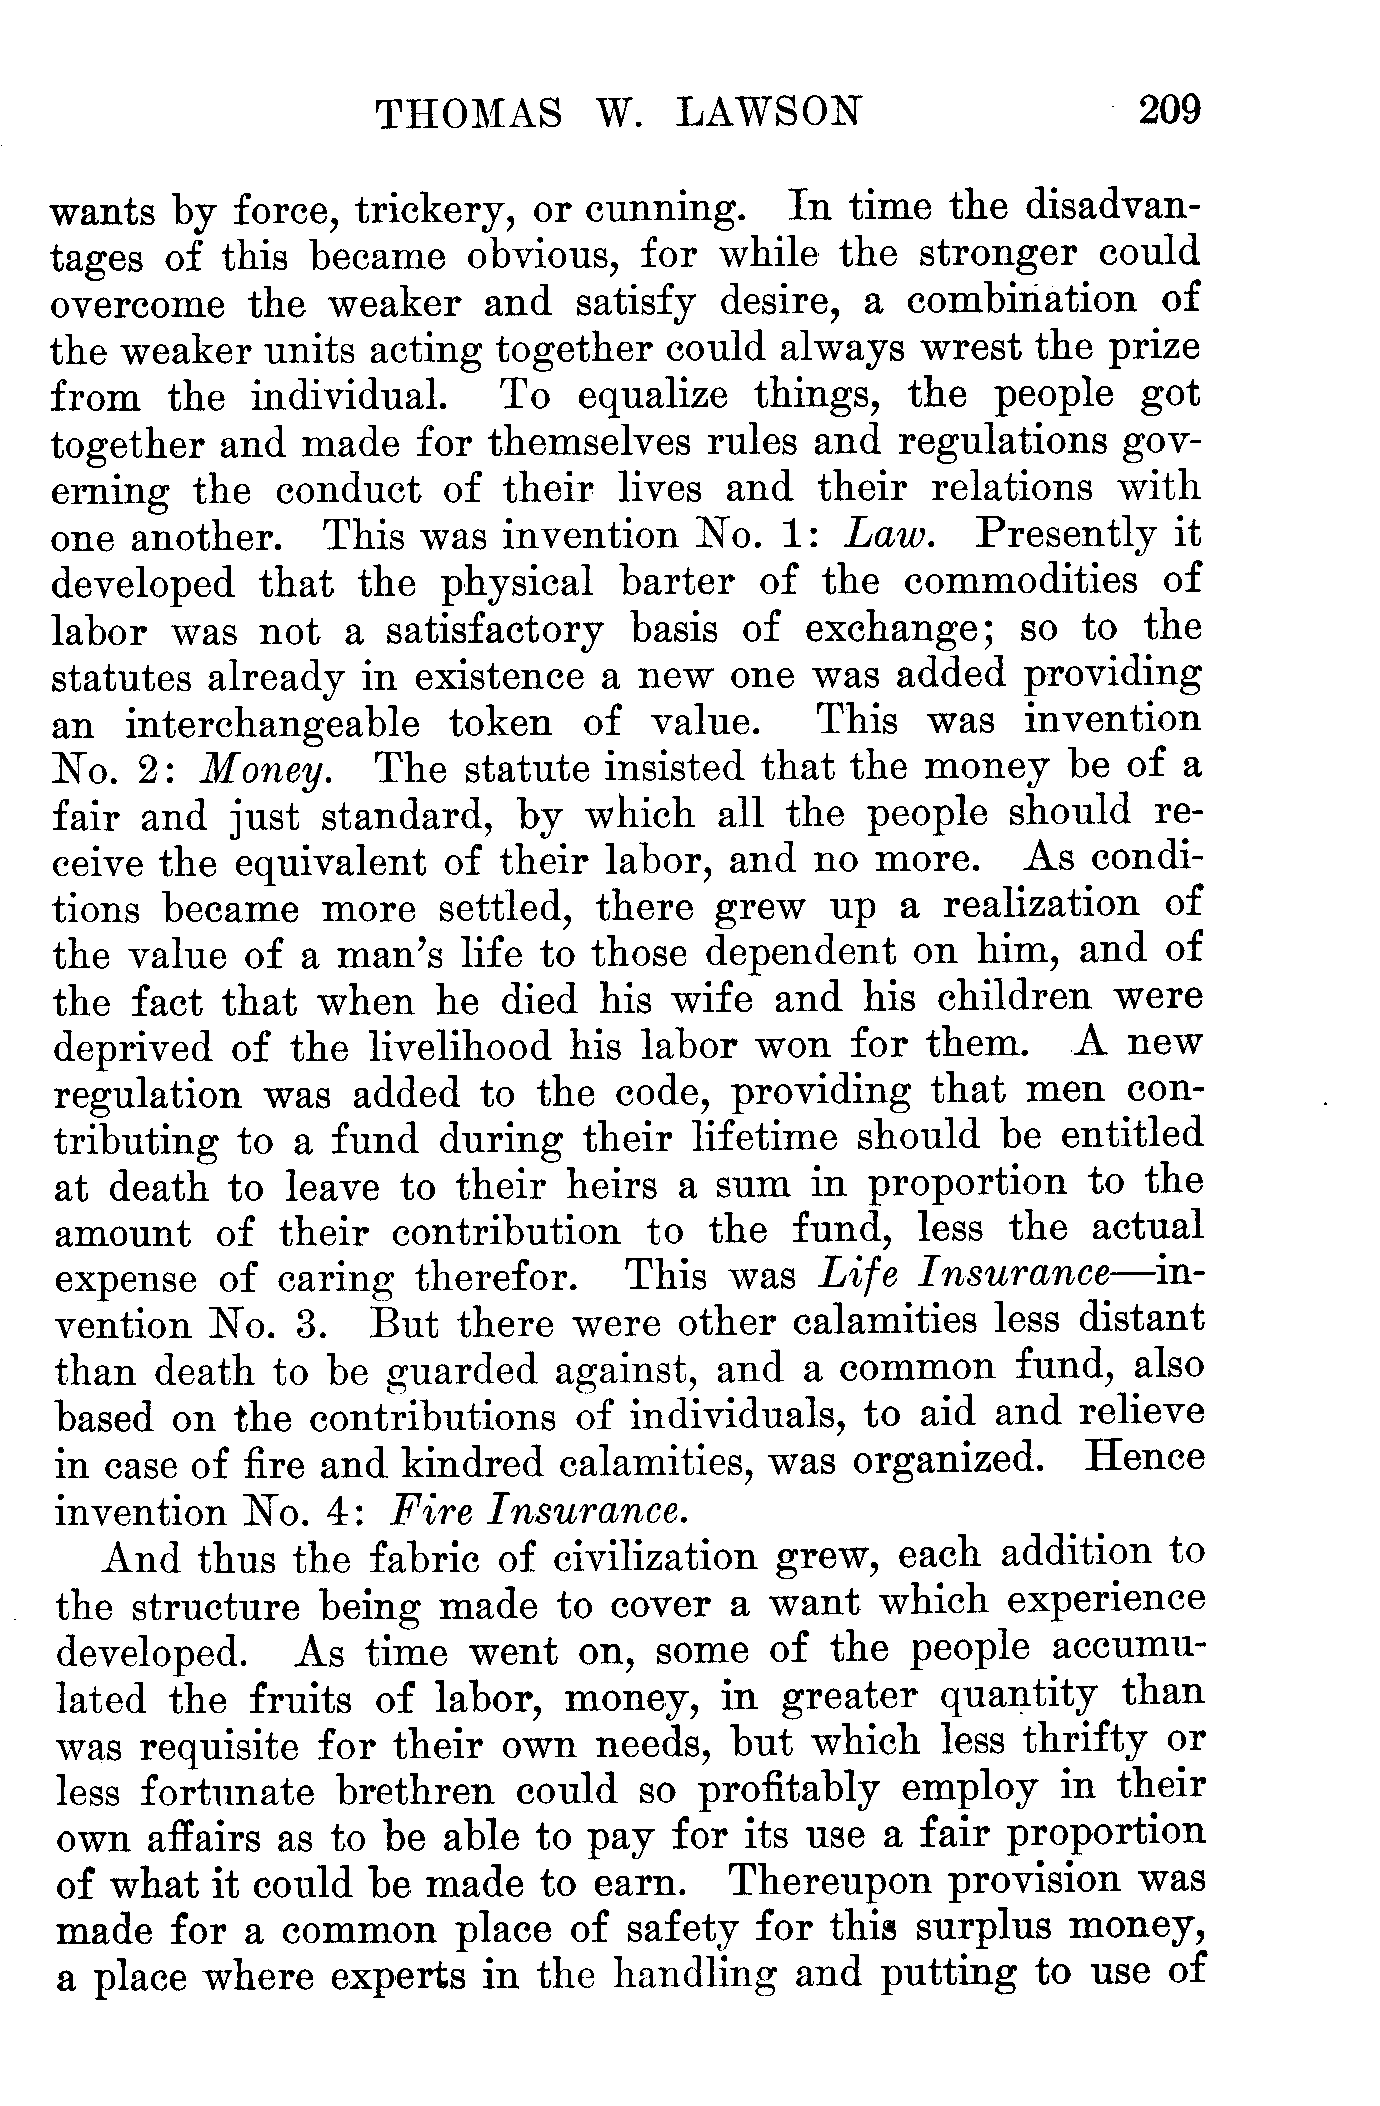 THOMAS W. LAWSON 209
wants by force, trickery, or cunning. In time the disadvan-
tages of this became obvious, for while the stronger could
overcome the weaker and satisfy desire, a combination of
the weaker units acting together could always wrest the prize
from the individual. To equalize things, the people got
together and made for themselves rules and regulations gov-
erning the conduct of their lives and their relations with
one another. This was invention No. 1: Law. Presently it
developed that the physical barter of the commodities of
labor was not a satisfactory basis of exchange; so to the
statutes already in existence a new one was added providing
an interchangeable token of value. This was invention
No. 2: Money. The statute insisted that the money be of a
fair and just standard, by which all the people should re-
ceive the equivalent of their labor, and no more. As condi-
tions became more settled, there grew up a realization of
the value of a man's life to those dependent on him, and of
the fact that when he died his wife and his children were
deprived of the livelihood his labor won for them. A new
regulation was added to the code, providing that men con-
tributing to a fund during their lifetime should be entitled
at death to leave to their heirs a sum in proportion to the
amount of their contribution to the fund, less the actual
expense of caring therefor. This was Life Insurance—in-
vention No. 3. But there were other calamities less distant
than death to be guarded against, and a common fund, also
based on the contributions of individuals, to aid and relieve
in case of fire and kindred calamities, was organized. Hence
invention No. 4: Fire Insurance.
And thus the fabric of civilization grew, each addition to
the structure being made to cover a want which experience
developed. As time went on, some of the people accumu-
lated the fruits of labor, money, in greater quantity than
was requisite for their own needs, but which less thrifty or
less fortunate brethren could so profitably employ in their
own affairs as to be able to pay for its use a fair proportion
of what it could be made to earn. Thereupon provision was
made for a common place of safety for this surplus money,
a place where experts in the handling and putting to use of